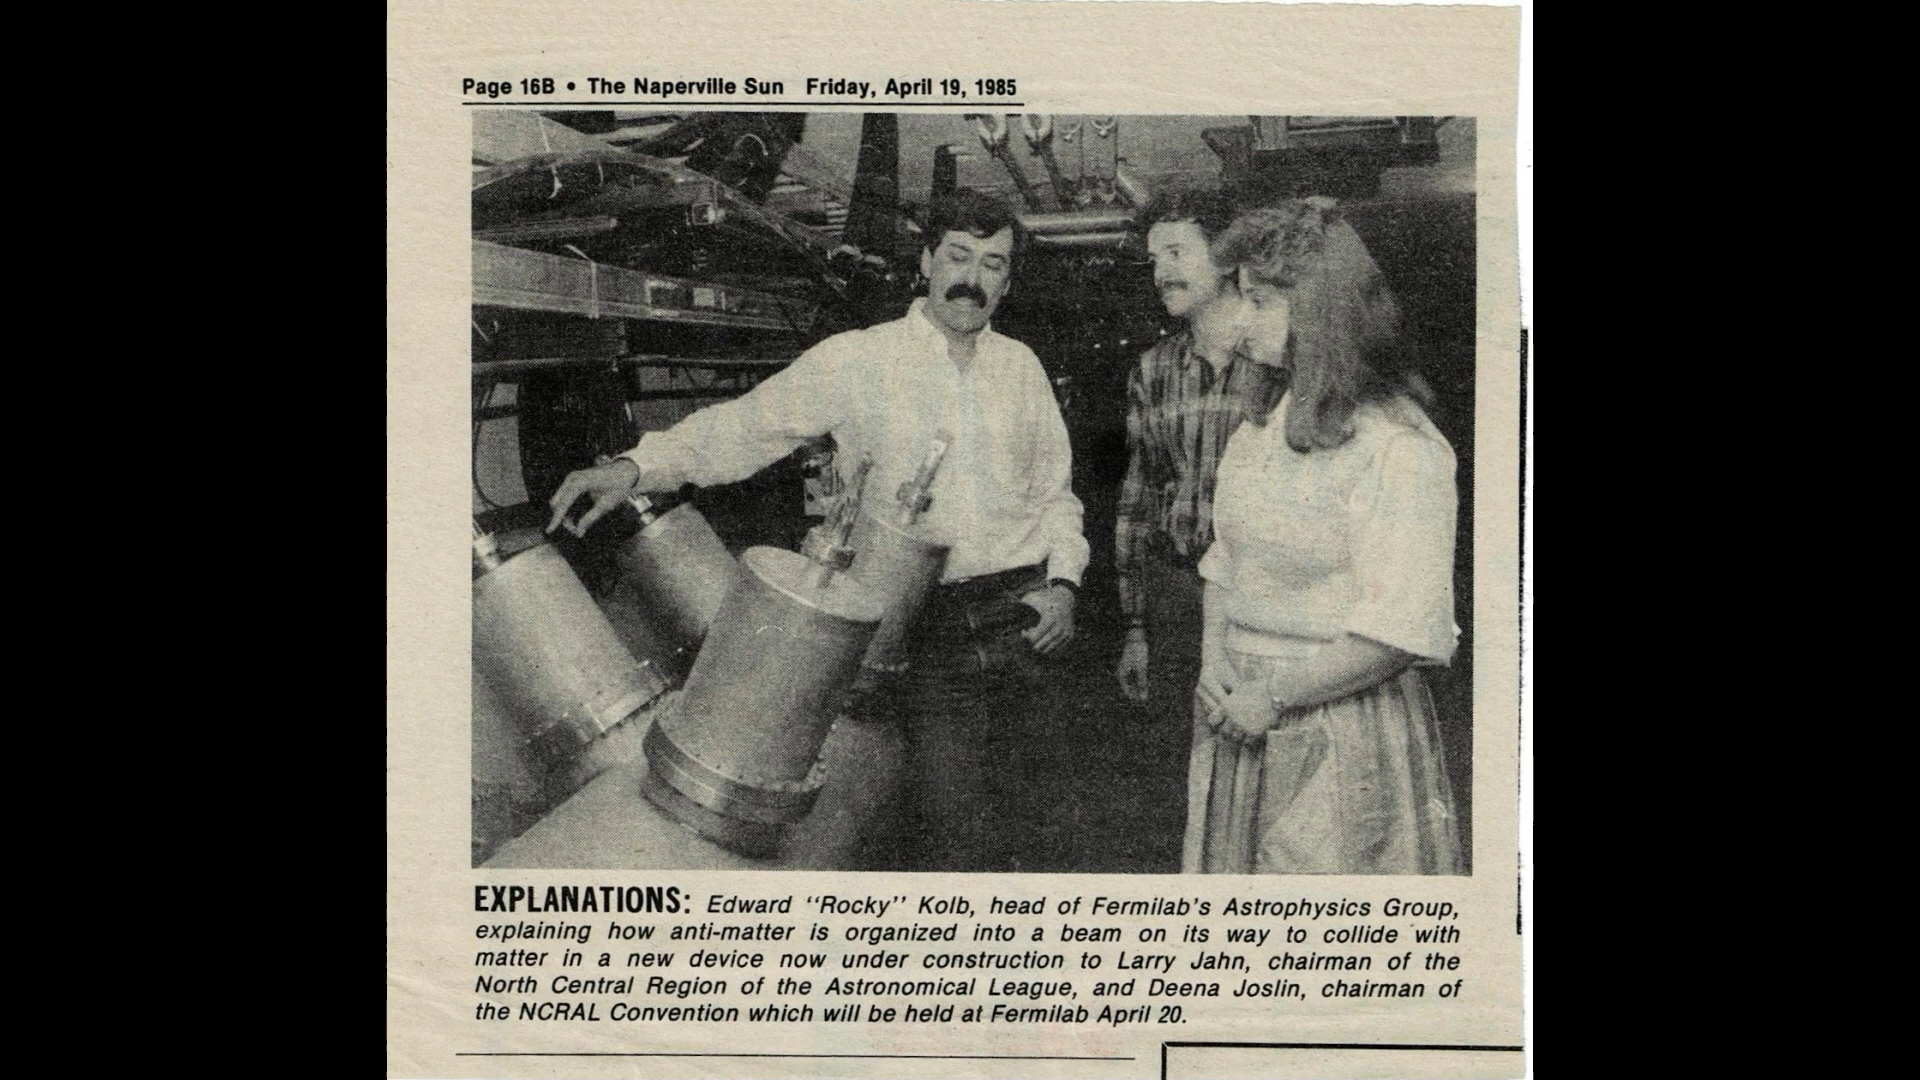 Page 16B • The Naperville Sun Friday, April 19, 1985
EXPLANATIONS: Edward "Rocky" Kolb, head of Fermilab's Astrophysics Group,
explaining how anti-matter is organized into a beam on its way to collide with
matter in a new device now under construction to Larry Jahn, chairman of the
North Central Region of the Astronomical League, and Deena Joslin, chairman of
the NCRAL Convention which will be held at Fermilab April 20.